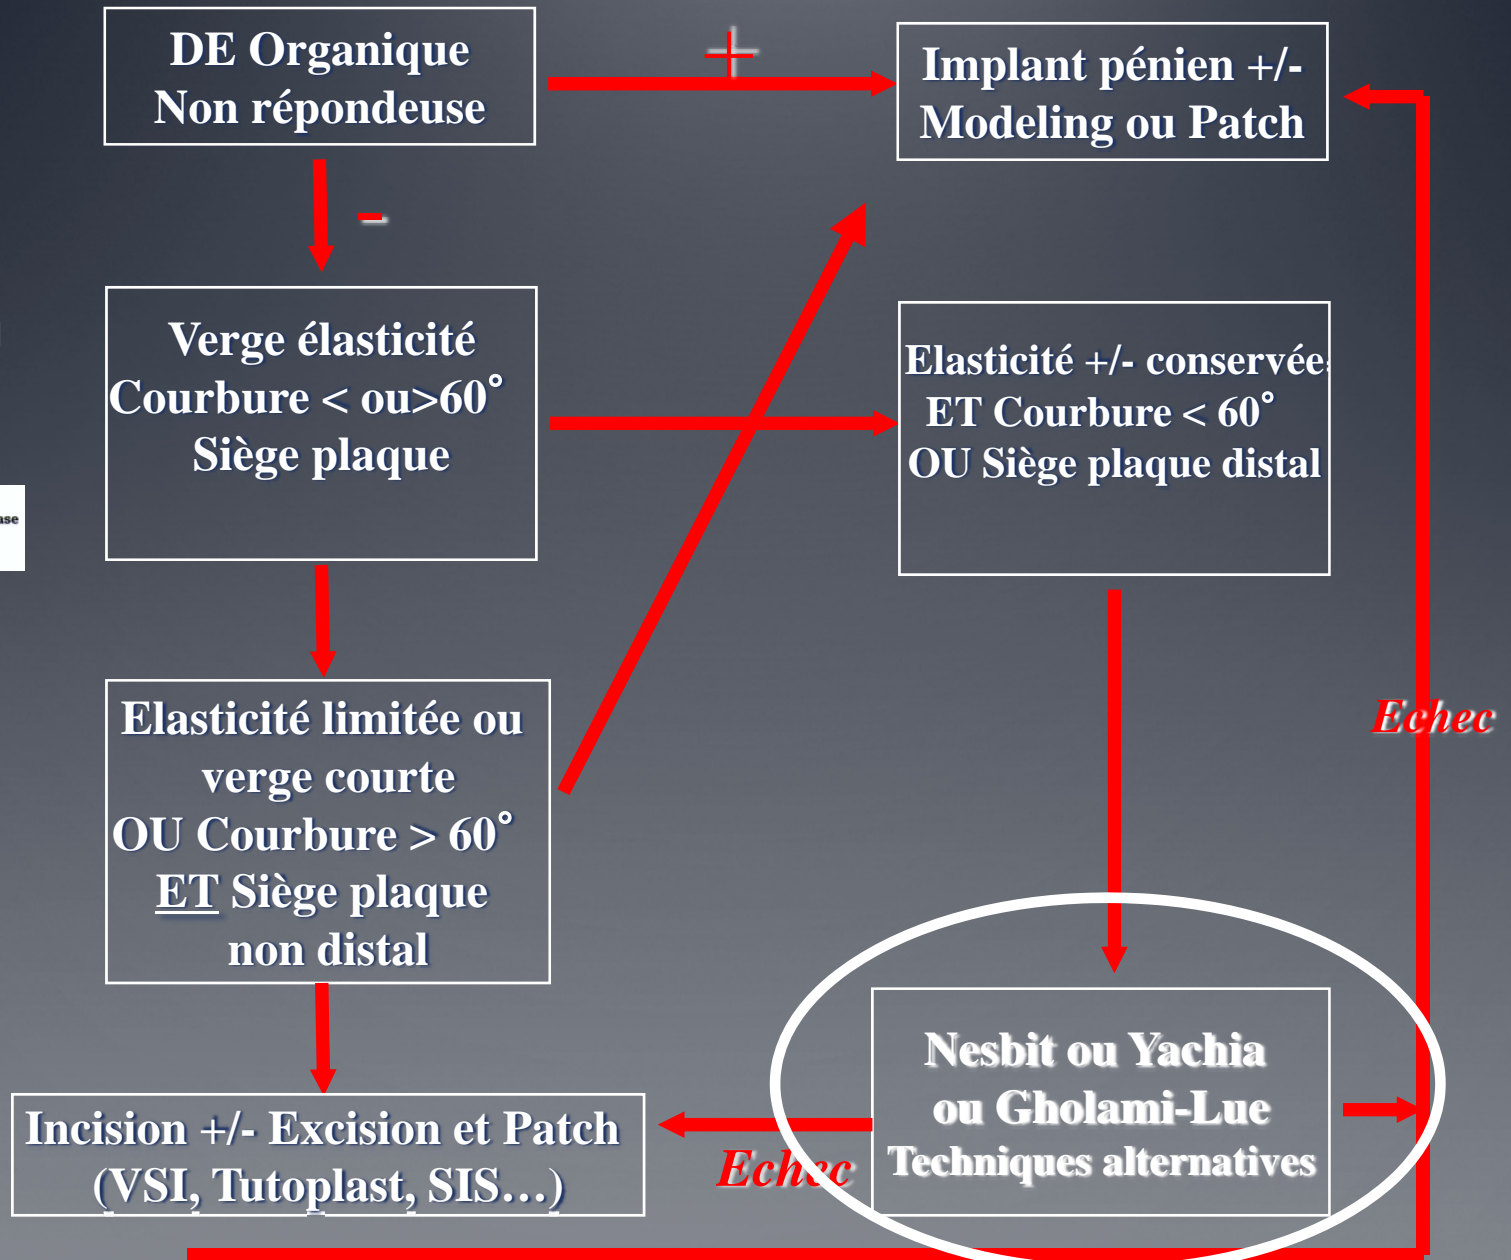 DE Organique
Non répondeuse
+
Implant pénien +/-
Modeling ou Patch
-
Verge élasticité
Courbure < ou>60°
Siège plaque
Elasticité +/- conservée
ET Courbure < 60°
OU Siège plaque distal
Elasticité limitée ou
verge courte
OU Courbure > 60°
ET Siège plaque
non distal
Echec
Nesbit ou Yachia
ou Gholami-Lue
Techniques alternatives
Echec
Incision +/- Excision et Patch
(VSI, Tutoplast, SIS…)